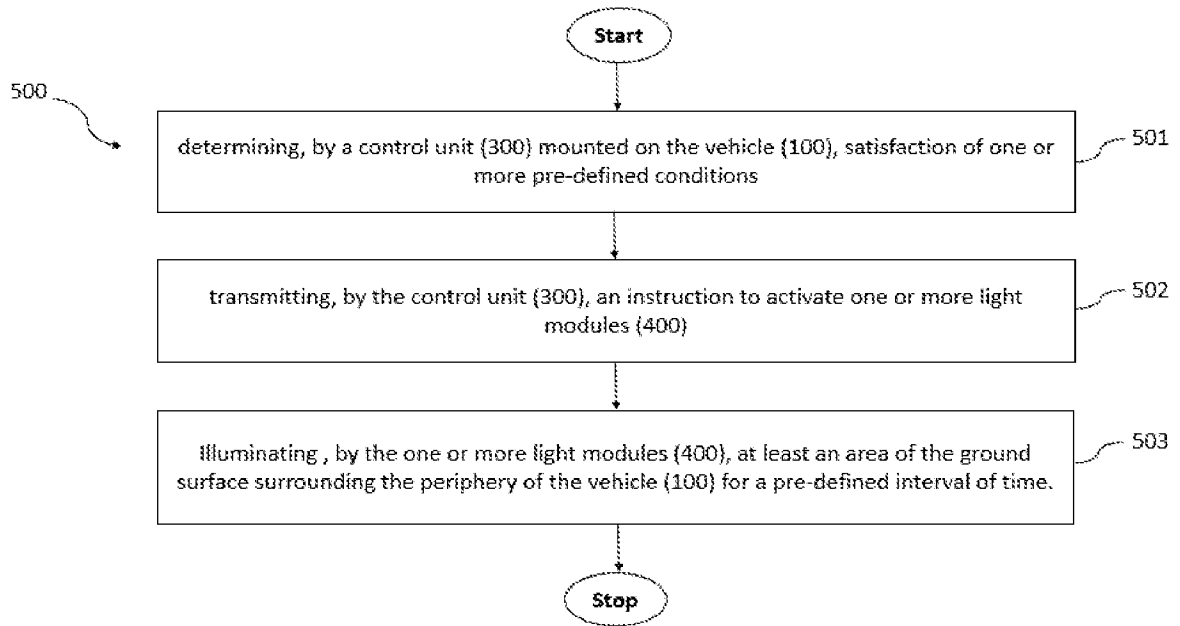 Start
500
determining, by a control unit (300) mounted on the vehicle (100), satisfaction of one or
more pre-defined conditions
501
transmitting, by the control unit (300), an instruction to activate one or more light
modules (400)
502
Illuminating , by the one or more light modules (400), at least an area of the ground
surface surrounding the periphery of the vehicle (100) for a pre-defined interval of time.
503
Stop